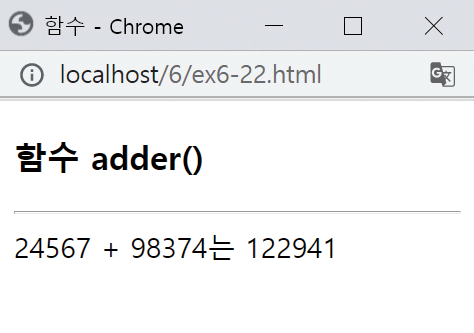 함수 - Chrome
localhost/6/ex6-22.html
함수 adder()
24567 + 98374는 122941